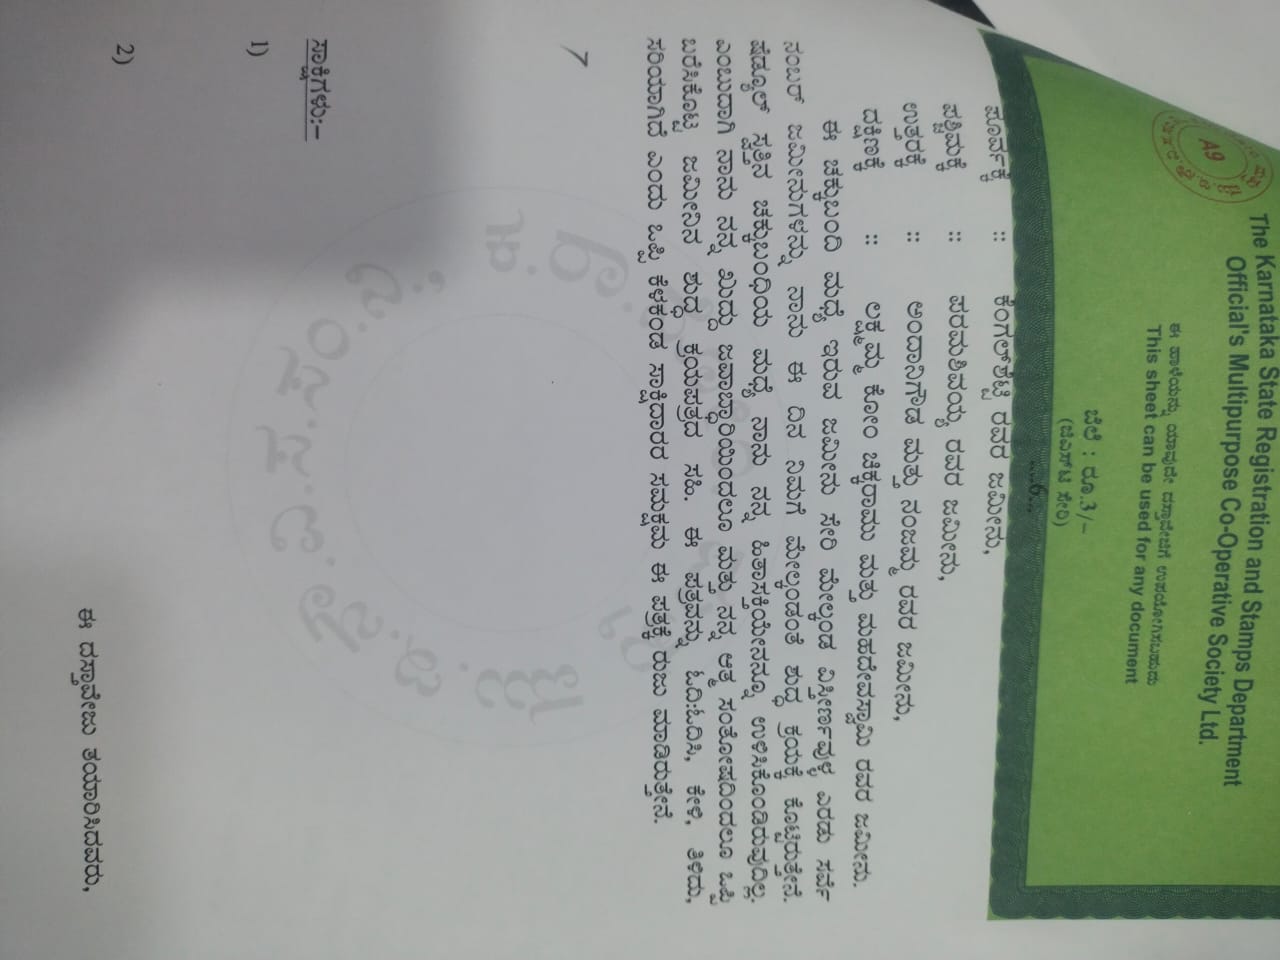 A9
The Karnataka State Registration and Stamps Department
Official's Multipurpose Co-Operative Society Ltd.
ಈ ಹಾಳೆಯನ್ನು ಯಾವುದೇ ದಸ್ತಾವೇಜಿಗೆ ಉಪಯೋಗಿಸಬಹುದು
This sheet can be used for any document
ಬೆಲೆ : ರೂ.3/-
(ಜಿಎಸ್‌ಟಿ ಸೇರಿ)
....6...
ಪೂರ್ವಕ್ಕೆ :: ಕೆಂಗಲ್‌ಶೆಟ್ಟಿ ರವರ ಜಮೀನು,
ಪಶ್ಚಿಮಕ್ಕೆ :: ಪರಮಶಿವಯ್ಯ ರವರ ಜಮೀನು,
ಉತ್ತರಕ್ಕೆ :: ಅಂದಾನಿಗೌಡ ಮತ್ತು ನಂಜಮ್ಮ ರವರ ಜಮೀನು,
ದಕ್ಷಿಣಕ್ಕೆ :: ಲಕ್ಷ್ಮಮ್ಮ ಕೋಂ ಚಿಕ್ಕರಾಮು ಮತ್ತು ಮಹದೇವಸ್ವಾಮಿ ರವರ ಜಮೀನು.
ಈ ಚಕ್ಕುಬಂದಿ ಮಧ್ಯೆ ಇರುವ ಜಮೀನು ಸೇರಿ ಮೇಲ್ಕಂಡ ವಿಸ್ತೀರ್ಣವುಳ್ಳ ಎರಡು ಸರ್ವೆ
ನಂಬರ್ ಜಮೀನುಗಳನ್ನು ನಾನು ಈ ದಿನ ನಿಮಗೆ ಮೇಲ್ಕಂಡಂತೆ ಶುದ್ಧ ಕ್ರಯಕ್ಕೆ ಕೊಟ್ಟಿರುತ್ತೇನೆ.
ಷೆಡ್ಯೂಲ್ ಸ್ವತ್ತಿನ ಚಕ್ಕುಬಂಧಿಯ ಮಧ್ಯೆ ನಾನು ನನ್ನ ಹಿತಾಸಕ್ತಿಯೇನನ್ನೂ ಉಳಿಸಿಕೊಂಡಿರುವುದಿಲ್ಲ.
ಎಂಬುದಾಗಿ ನಾನು ನನ್ನ ಖುದ್ದು ಜವಾಬ್ಧಾರಿಯಿಂದಲೂ ಮತ್ತು ನನ್ನ ಆತ್ಮ ಸಂತೋಷದಿಂದಲೂ ಒಪ್ಪಿ
ಬರೆಸಿಕೊಟ್ಟ ಜಮೀನಿನ ಶುದ್ಧ ಕ್ರಯಪತ್ರದ ಸಹಿ. ಈ ಪತ್ರವನ್ನು ಓದಿ:ಓದಿಸಿ, ಕೇಳಿ, ತಿಳಿದು,
ಸರಿಯಾಗಿದೆ ಎಂದು ಒಪ್ಪಿ ಕೆಳಕಂಡ ಸಾಕ್ಷಿದಾರರ ಸಮಕ್ಷಮ ಈ ಪತ್ರಕ್ಕೆ ರುಜು ಮಾಡಿರುತ್ತೇನೆ.
7
ಸಾಕ್ಷಿಗಳು:-
1)
2)
ಈ ದಸ್ತಾವೇಜು ತಯಾರಿಸಿದವರು,